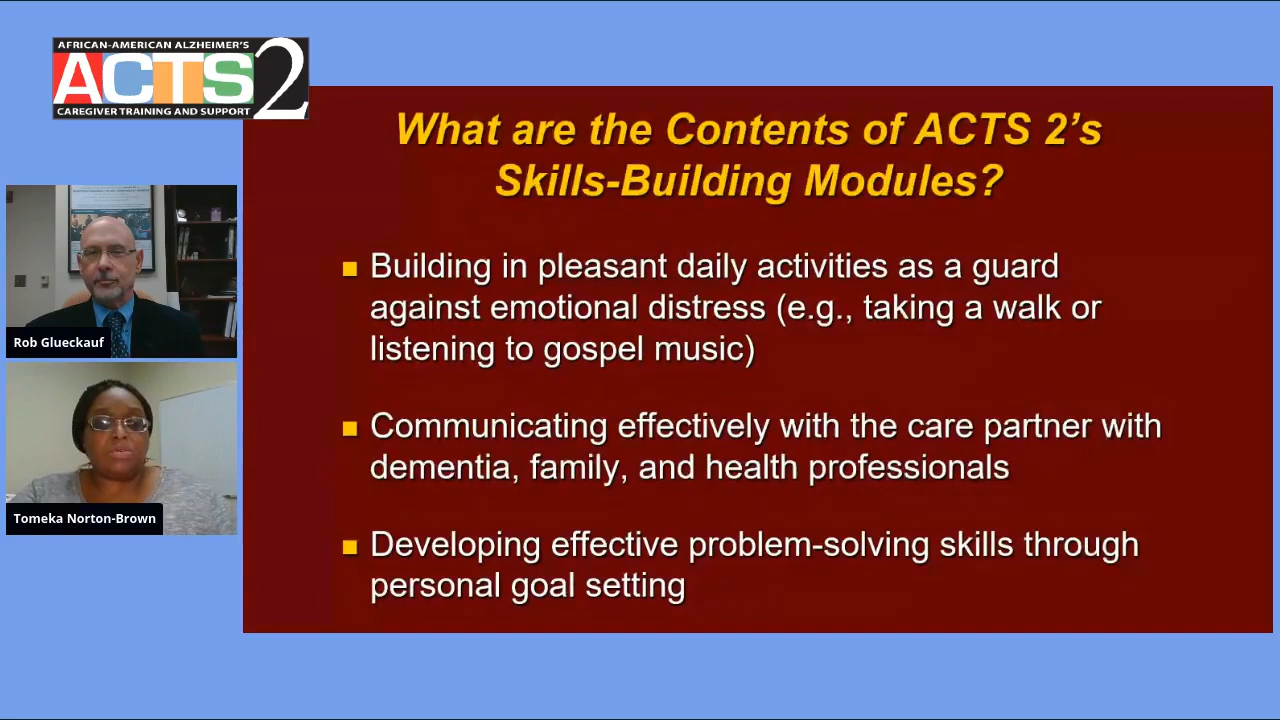 AFRICAN-AMERICAN ALZHEIMER'S
ACTS2
CAREGIVER TRAINING AND SUPPORT
What are the Contents of ACTS 2’s
Skills-Building Modules?
Building in pleasant daily activities as a guard
against emotional distress (e.g., taking a walk or
listening to gospel music)
Communicating effectively with the care partner with
dementia, family, and health professionals
Developing effective problem-solving skills through
personal goal setting
Rob Glueckauf
Tomeka Norton-Brown